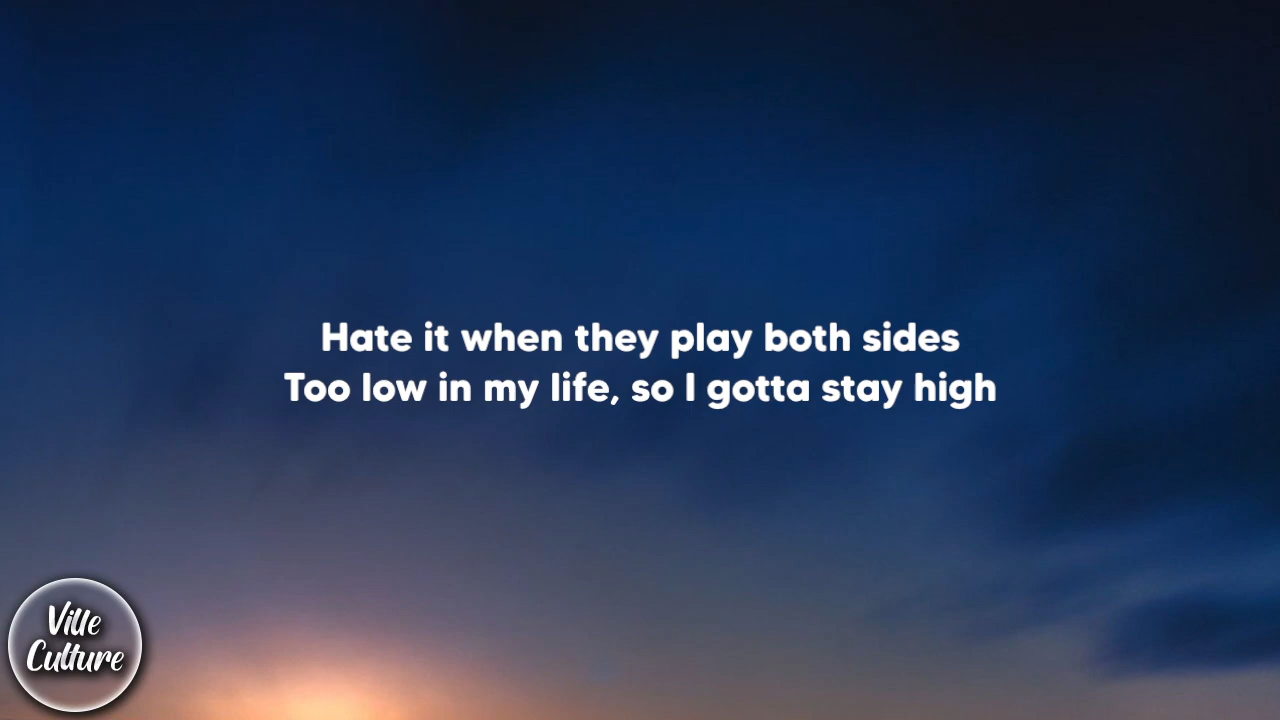 Hate it when they play both sides
Too low in my life, so I gotta stay high
Ville
Culture